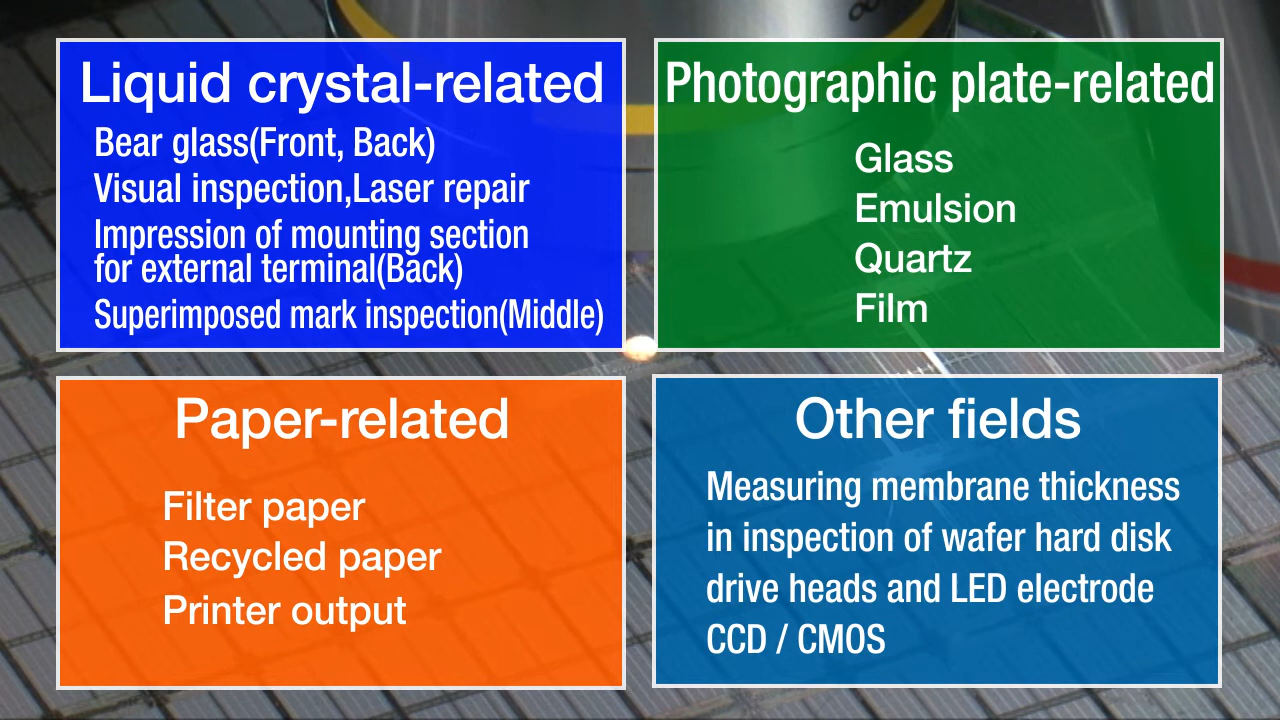 Liquid crystal-related
Bear glass(Front, Back)
Visual inspection,Laser repair
Impression of mounting section
for external terminal(Back)
Superimposed mark inspection(Middle)
Photographic plate-related
Glass
Emulsion
Quartz
Film
Paper-related
Filter paper
Recycled paper
Printer output
Other fields
Measuring membrane thickness
in inspection of wafer hard disk
drive heads and LED electrode
CCD / CMOS